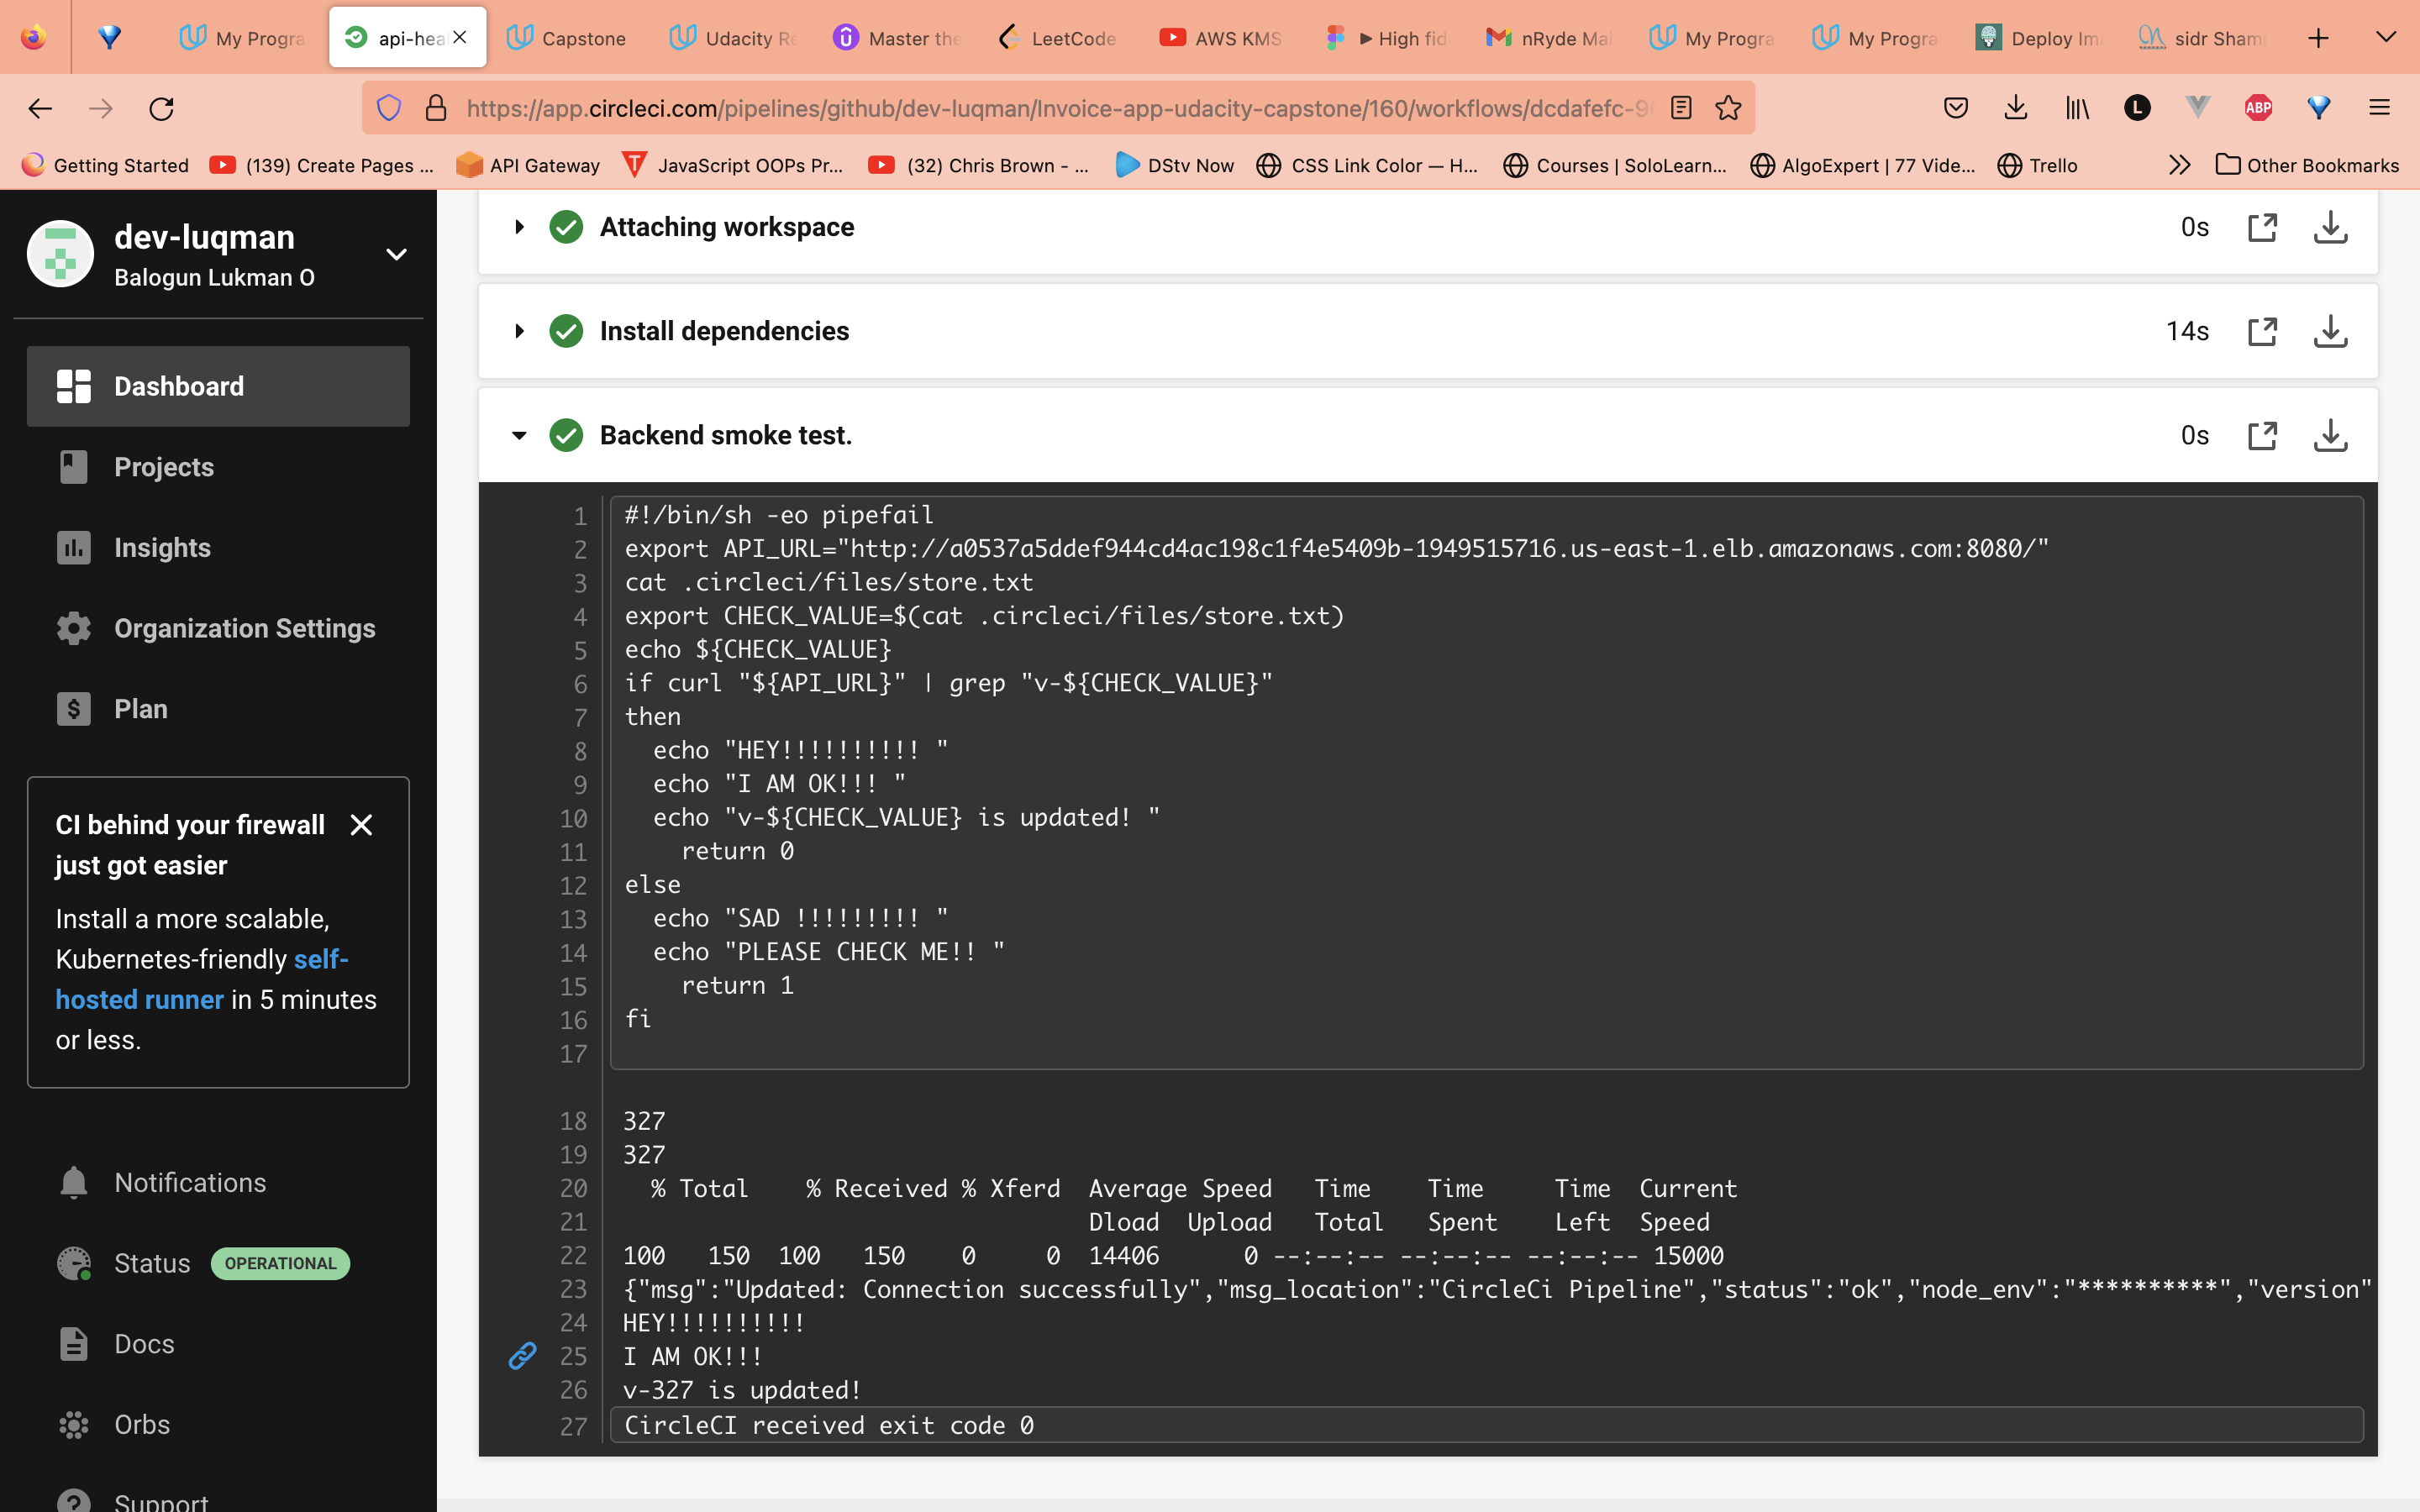 My Progra
api-hea
Capstone
Udacity Re
Master the
LeetCode
AWS KMS
High fid
nRyde Mai
My Progra
My Progra
Deploy Im
sidr Sham
https://app.circleci.com/pipelines/github/dev-luqman/Invoice-app-udacity-capstone/160/workflows/dcdafefc-9
L
ABP
Getting Started
(139) Create Pages ...
API Gateway
JavaScript OOPs Pr...
(32) Chris Brown - ...
DStv Now
CSS Link Color — H...
Courses | SoloLearn...
AlgoExpert | 77 Vide...
Trello
Other Bookmarks
dev-luqman
Balogun Lukman O
Dashboard
Projects
Insights
Organization Settings
Plan
CI behind your firewall
just got easier
Install a more scalable,
Kubernetes-friendly self-
hosted runner in 5 minutes
or less.
Notifications
Status OPERATIONAL
Docs
Orbs
Support
Attaching workspace 0s
Install dependencies 14s
Backend smoke test. 0s
1 #!/bin/sh -eo pipefail
2 export API_URL="http://a0537a5ddef944cd4ac198c1f4e5409b-1949515716.us-east-1.elb.amazonaws.com:8080/"
3 cat .circleci/files/store.txt
4 export CHECK_VALUE=$(cat .circleci/files/store.txt)
5 echo ${CHECK_VALUE}
6 if curl "${API_URL}" | grep "v-${CHECK_VALUE}"
7 then
8 echo "HEY!!!!!!!!!! "
9 echo "I AM OK!!! "
10 echo "v-${CHECK_VALUE} is updated! "
11 return 0
12 else
13 echo "SAD !!!!!!!!! "
14 echo "PLEASE CHECK ME!! "
15 return 1
16 fi
17
18 327
19 327
20 % Total % Received % Xferd Average Speed Time Time Time Current
21 Dload Upload Total Spent Left Speed
22 100 150 100 150 0 0 14406 0 --:--:-- --:--:-- --:--:-- 15000
23 {"msg":"Updated: Connection successfully","msg_location":"CircleCi Pipeline","status":"ok","node_env":"**********","version"
24 HEY!!!!!!!!!!
25 I AM OK!!!
26 v-327 is updated!
27 CircleCI received exit code 0